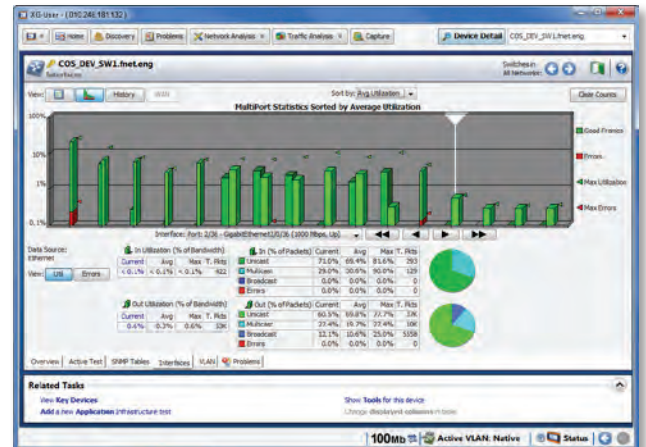 XG-User - (010.248.181.132)
Home Discovery Problems Network Analysis Traffic Analysis Capture Device Detail COS_DEV_SW1.fnet.eng
COS_DEV_SW1.fnet.eng
Interfaces
Switches in
All Networks:
View: History WAN Sort by: Avg Utilization Clear Counts
MultiPort Statistics Sorted by Average Utilization
100%
10%
1%
0.1%
Good Frames
Errors
Max Utilization
Max Errors
Interface: Port: 2/36 - GigabitEthernet1/0/36 (1000 Mbps, Up)
Data Source:
Ethernet
View: Util Errors
In Utilization (% of Bandwidth)
Current Avg Max T. Pkts
< 0.1% < 0.1% < 0.1% 422
In (% of Packets) Current Avg Max T. Pkts
Unicast 71.0% 69.4% 81.6% 293
Multicast 29.0% 30.6% 90.0% 129
Broadcast 0.0% 0.0% 0.0% 0
Errors 0.0% 0.0% 0.0% 0
Out Utilization (% of Bandwidth)
Current Avg Max T. Pkts
0.6% 0.3% 0.6%
Out (% of Packets) Current Avg Max T. Pkts
Unicast 60.5% 69.8% 77.7%
Multicast 27.4% 19.7% 27.4%
Broadcast 12.1% 10.6% 25.0% 5158
Errors 0.0% 0.0% 0.0% 0
Overview Active Test SNMP Tables Interfaces VLAN Problems
Related Tasks
View Key Devices
Show Tools for this device
Add a new Application Infrastructure test
Change displayed columns in table
100Mb Active VLAN: Native Status